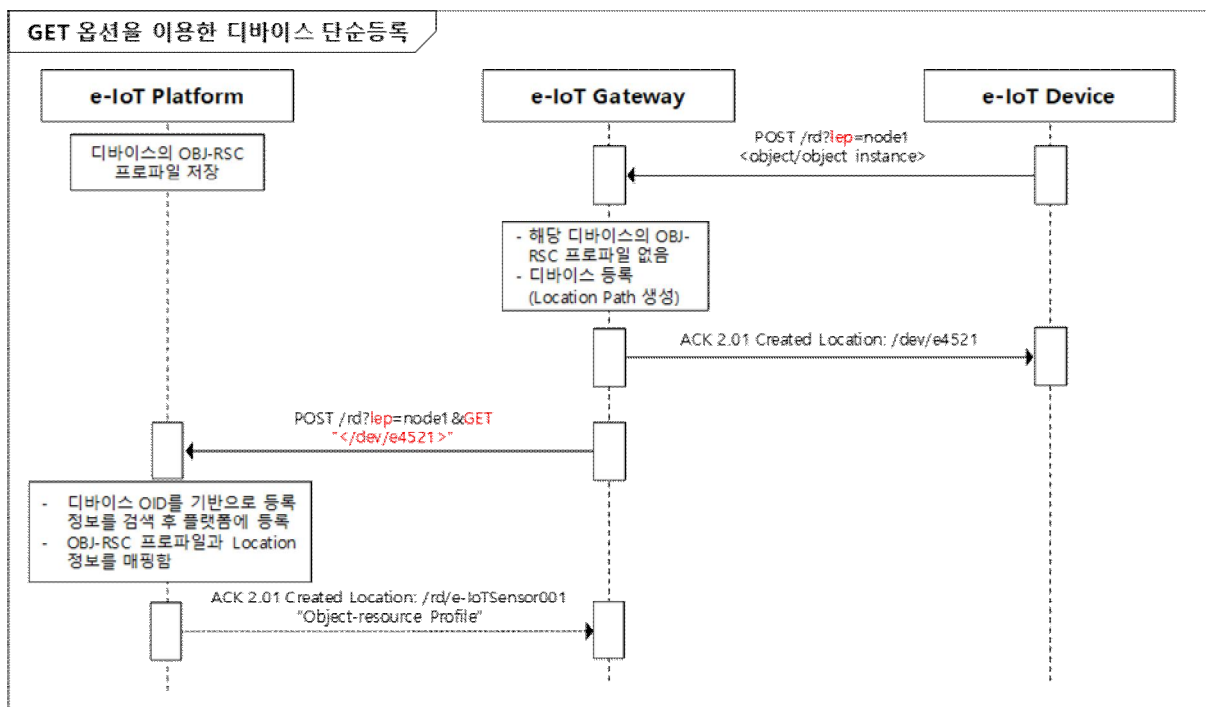 GET 옵션을 이용한 디바이스 단순등록
e-IoT Platform
e-IoT Gateway
e-IoT Device
디바이스의 OBJ-RSC
프로파일 저장
POST /rd?lep=node1
<object/object instance>
- 해당 디바이스의 OBJ-
RSC 프로파일 없음
- 디바이스 등록
(Location Path 생성)
ACK 2.01 Created Location: /dev/e4521
POST /rd?lep=node1&GET
"</dev/e4521>"
- 디바이스 OID를 기반으로 등록
정보를 검색 후 플랫폼에 등록
- OBJ-RSC 프로파일과 Location
정보를 매핑함
ACK 2.01 Created Location: /rd/e-IoTSensor001
"Object-resource Profile"